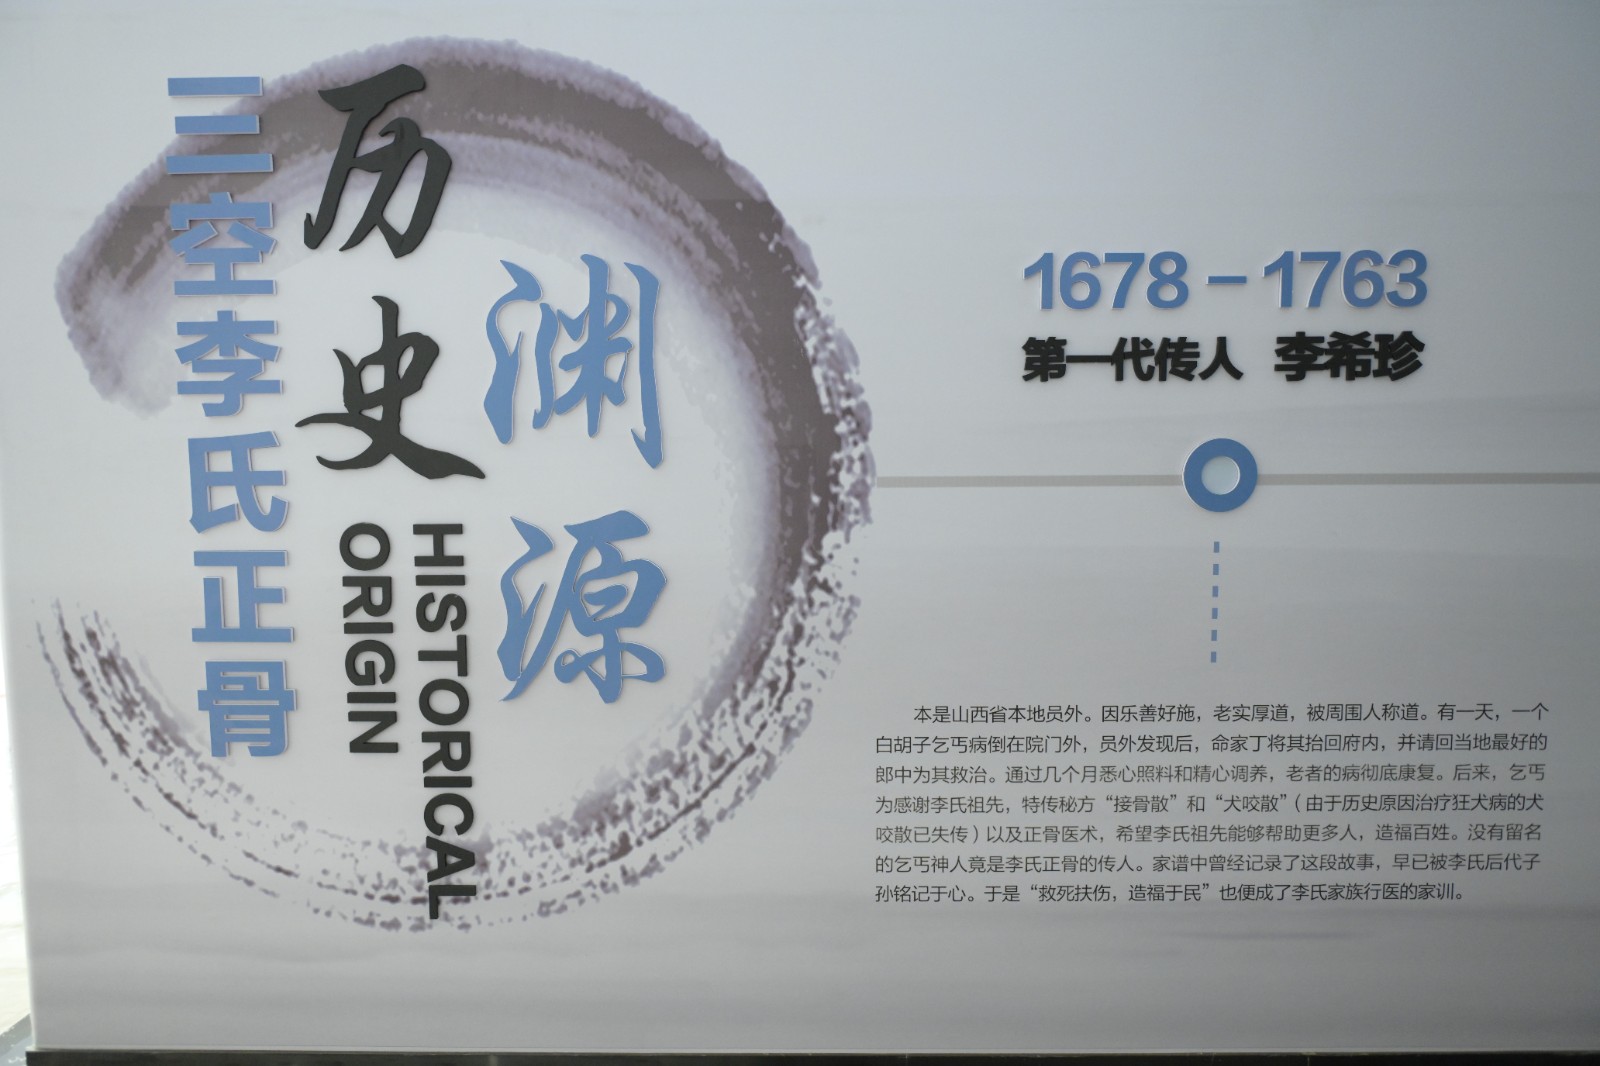 三空李氏正骨
历史
渊源
HISTORICAL
ORIGIN
1678－1763
第一代传人 李希珍
本是山西省本地员外。因乐善好施，老实厚道，被周围人称道。有一天，一个
白胡子乞丐病倒在院门外，员外发现后，命家丁将其抬回府内，并请回当地最好的
郎中为其救治。通过几个月悉心照料和精心调养，老者的病彻底康复。后来，乞丐
为感谢李氏祖先，特传秘方“接骨散”和“犬咬散”（由于历史原因治疗狂犬病的犬
咬散已失传）以及正骨医术，希望李氏祖先能够帮助更多人，造福百姓。没有留名
的乞丐神人竟是李氏正骨的传人。家谱中曾经记录了这段故事，早已被李氏后代子
孙铭记于心。于是“救死扶伤，造福于民”也便成了李氏家族行医的家训。